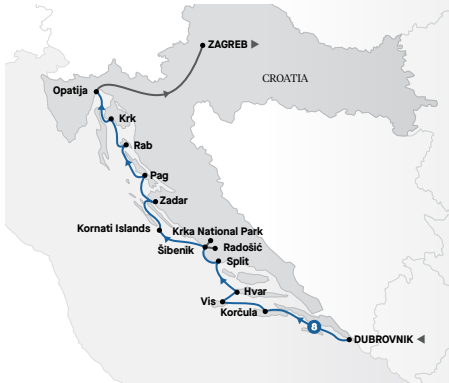 ZAGREB
CROATIA
Opatija
Krk
Rab
Pag
Zadar
Kornati Islands
Krka National Park
Šibenik
Radošić
Split
Hvar
Vis
Korčula
8
DUBROVNIK